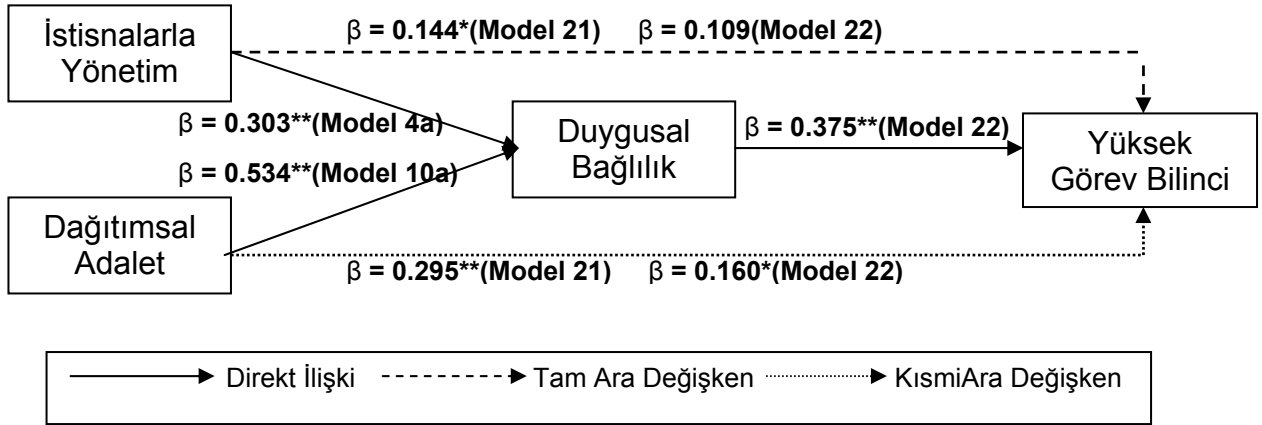 İstisnalarla
Yönetim
β = 0.144*(Model 21) β = 0.109(Model 22)
β = 0.303**(Model 4a)
β = 0.534**(Model 10a)
Duygusal
Bağlılık
β = 0.375**(Model 22)
Yüksek
Görev Bilinci
Dağıtımsal
Adalet
β = 0.295**(Model 21) β = 0.160*(Model 22)
Direkt İlişki Tam Ara Değişken KısmiAra Değişken